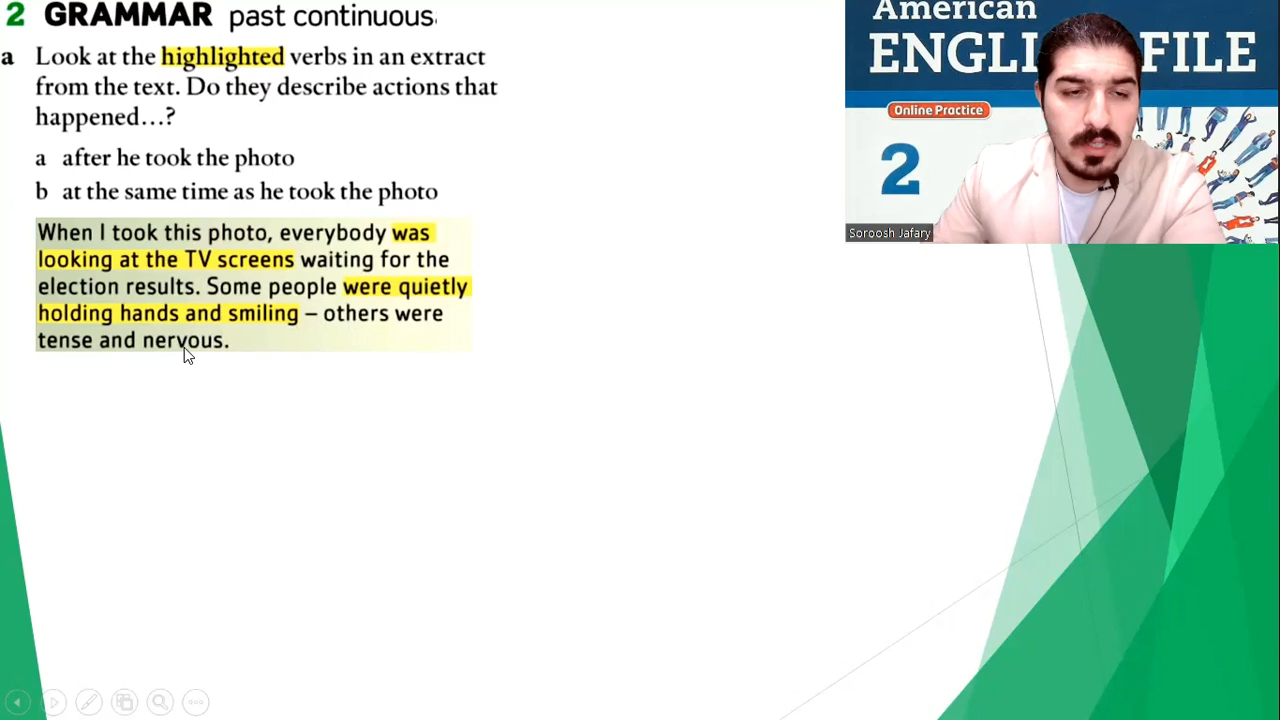 2 GRAMMAR past continuous
a Look at the highlighted verbs in an extract
from the text. Do they describe actions that
happened…?
a after he took the photo
b at the same time as he took the photo
When I took this photo, everybody was
looking at the TV screens waiting for the
election results. Some people were quietly
holding hands and smiling – others were
tense and nervous.
American
ENGLI FILE
Online Practice
2
Soroosh Jafary